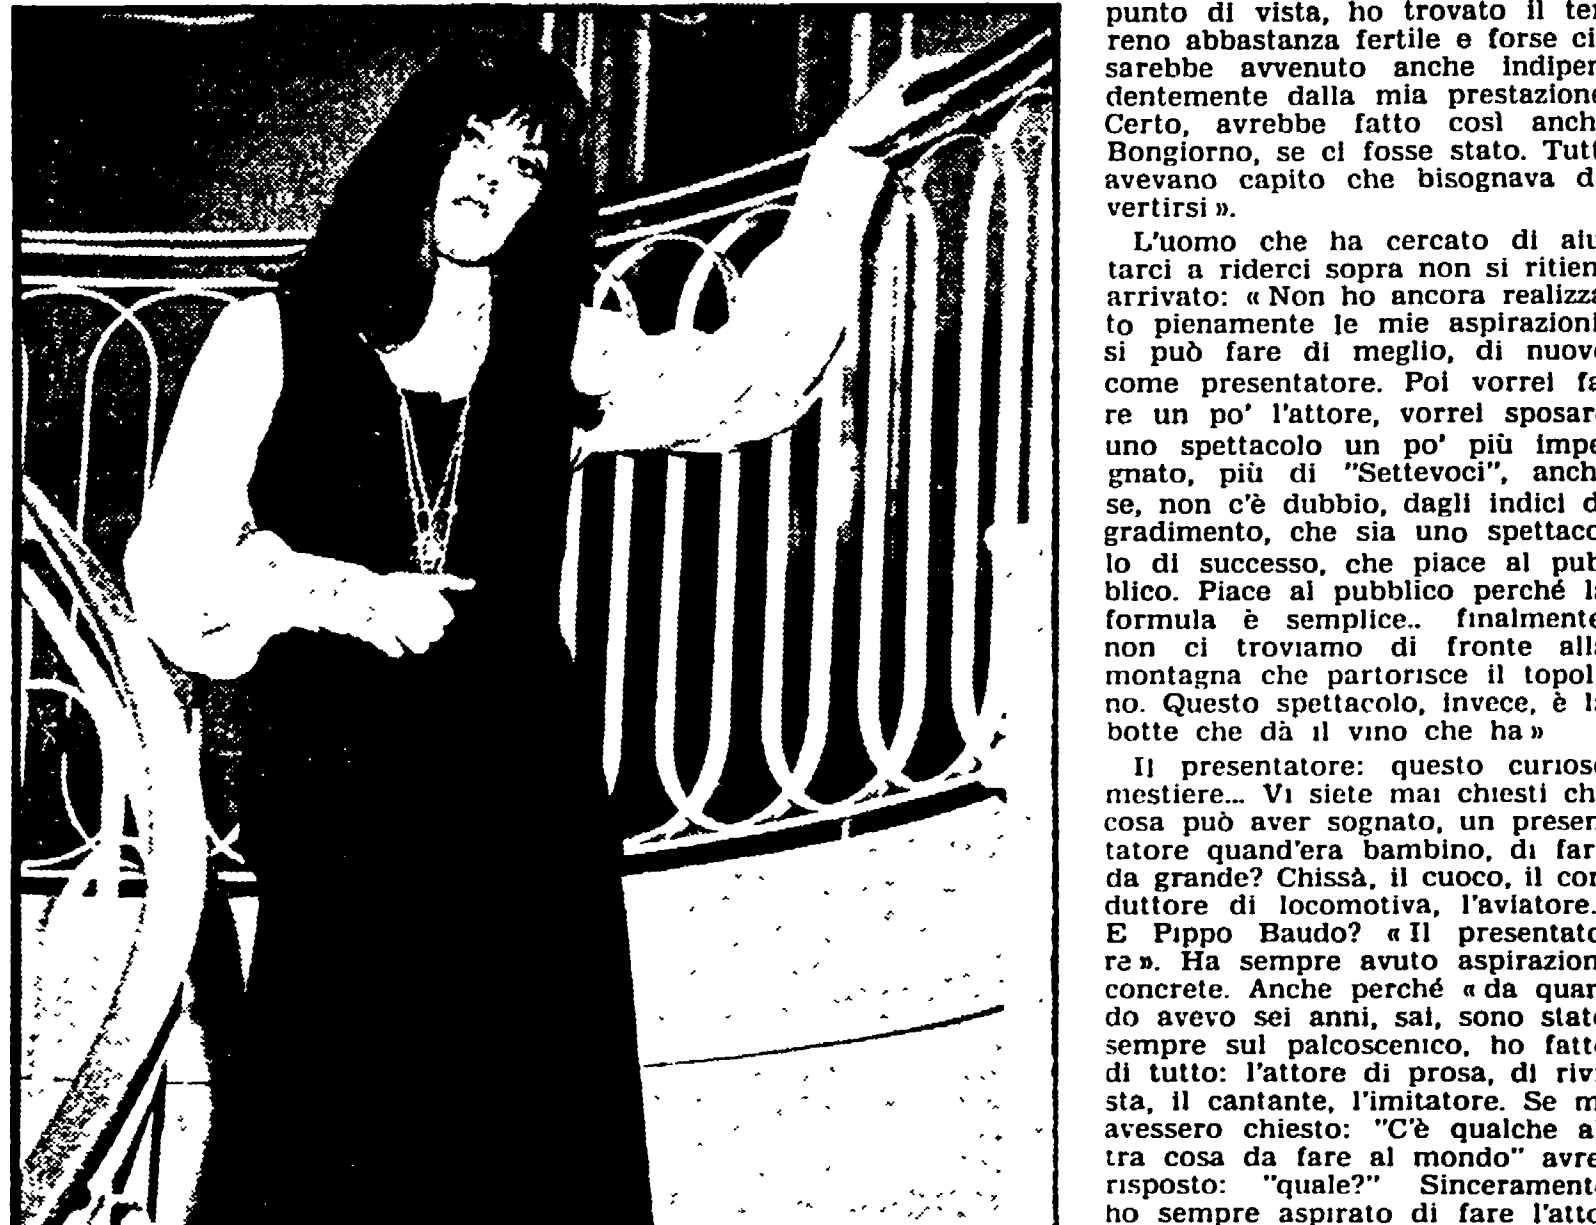 punto di vista, ho trovato il ter
reno abbastanza fertile e forse ci
sarebbe avvenuto anche indipen
dentemente dalla mia prestazione
Certo, avrebbe fatto così anch
Bongiorno, se ci fosse stato. Tutt
avevano capito che bisognava di
vertirsi ».
L'uomo che ha cercato di aiu
tarci a riderci sopra non si ritien
arrivato: « Non ho ancora realizza
to pienamente le mie aspirazioni
si può fare di meglio, di nuovo
come presentatore. Poi vorrei fa
re un po' l'attore, vorrei sposare
uno spettacolo un po' più impe
gnato, più di "Settevoci", anch
se, non c'è dubbio, dagli indici d
gradimento, che sia uno spettaco
lo di successo, che piace al pub
blico. Piace al pubblico perché la
formula è semplice.. finalmente
non ci troviamo di fronte alla
montagna che partorisce il topoli
no. Questo spettacolo, invece, è la
botte che dà il vino che ha »
Il presentatore: questo curioso
mestiere... Vi siete mai chiesti ch
cosa può aver sognato, un presen
tatore quand'era bambino, di far
da grande? Chissà, il cuoco, il con
duttore di locomotiva, l'aviatore.
E Pippo Baudo? « Il presentato
re ». Ha sempre avuto aspirazion
concrete. Anche perché « da quan
do avevo sei anni, sai, sono stato
sempre sul palcoscenico, ho fatto
di tutto: l'attore di prosa, di rivi
sta, il cantante, l'imitatore. Se m
avessero chiesto: "C'è qualche al
tra cosa da fare al mondo" avre
risposto: "quale?" Sinceramente
ho sempre aspirato di fare l'atto